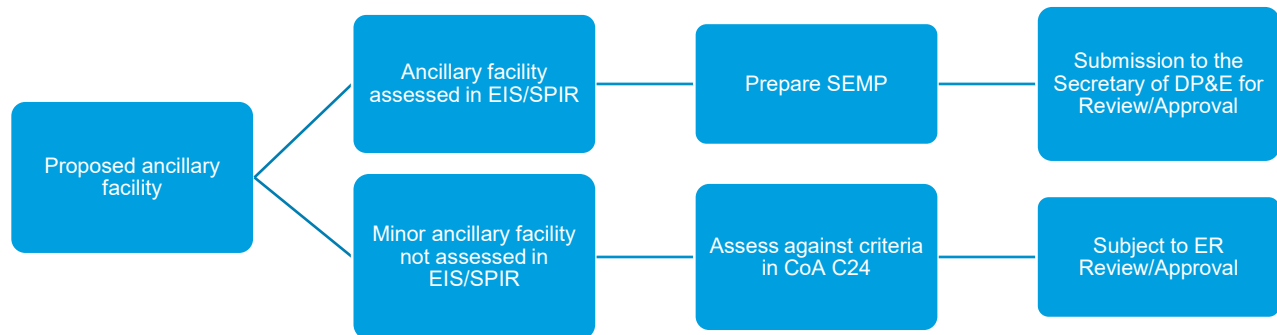 Proposed ancillary
facility
Ancillary facility
assessed in EIS/SPIR
Prepare SEMP
Submission to the
Secretary of DP&E for
Review/Approval
Minor ancillary facility
not assessed in
EIS/SPIR
Assess against criteria
in CoA C24
Subject to ER
Review/Approval